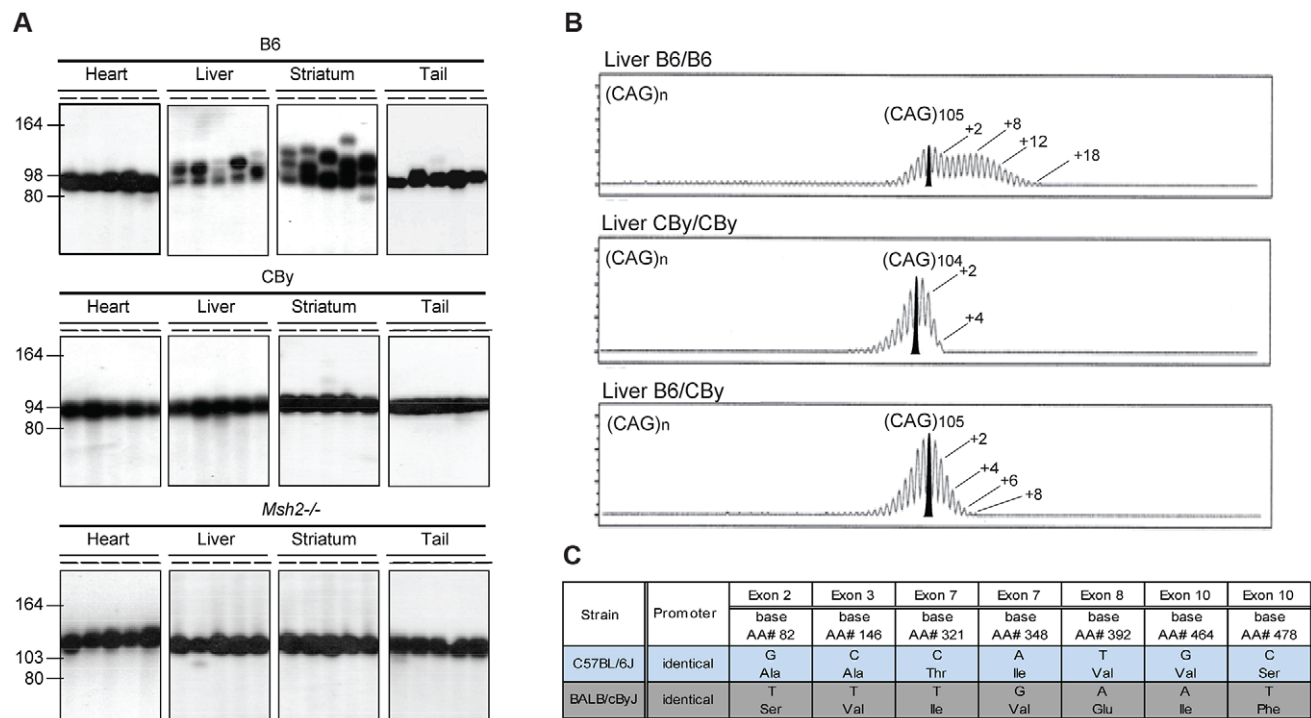 A
B6
Heart Liver Striatum Tail
164
98
80
CBy
Heart Liver Striatum Tail
164
94
80
Msh2-/-
Heart Liver Striatum Tail
164
103
80
B
Liver B6/B6
(CAG)n
(CAG)105
+2
+8
+12
+18
Liver CBy/CBy
(CAG)n
(CAG)104
+2
+4
Liver B6/CBy
(CAG)n
(CAG)105
+2
+4
+6
+8
C
Strain Promoter Exon 2 Exon 3 Exon 7 Exon 7 Exon 8 Exon 10 Exon 10
base base base base base base base
AA# 82 AA# 146 AA# 321 AA# 348 AA# 392 AA# 464 AA# 478
C57BL/6J identical G C C A T G C
Ala Ala Thr Ile Val Val Ser
BALB/cByJ identical T T T G A A T
Ser Val Ile Val Glu Ile Phe